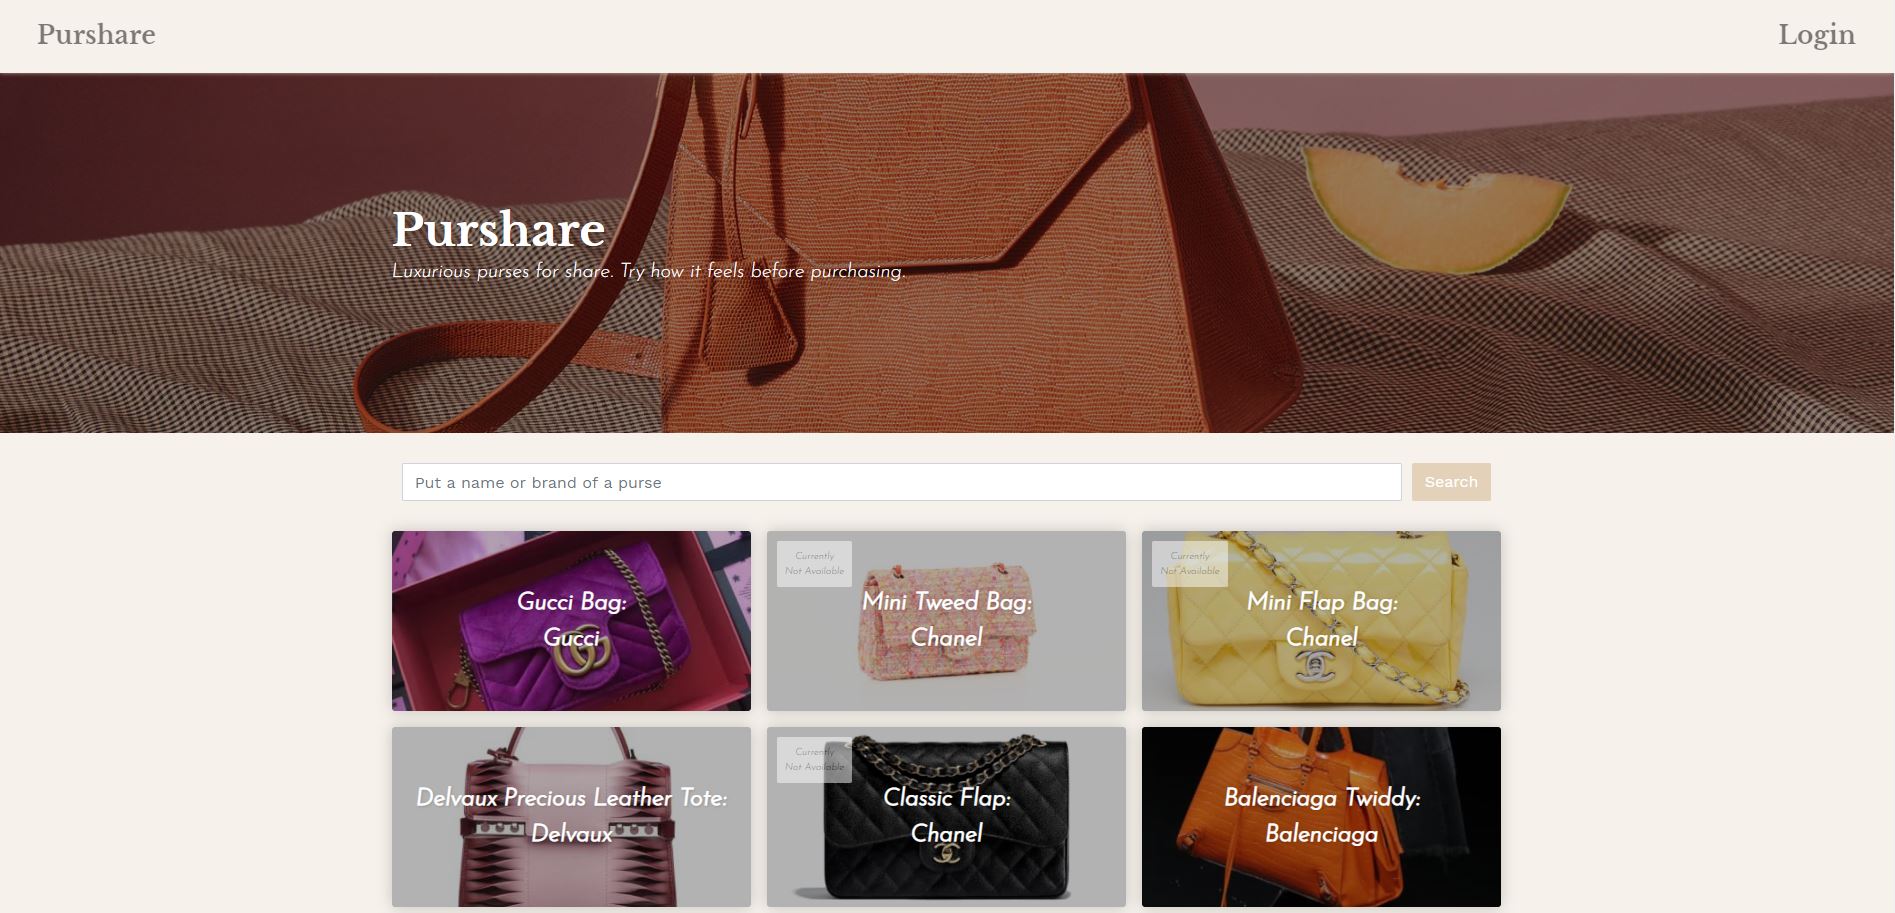 Purshare
Login
Purshare
Luxurious purses for share. Try how it feels before purchasing.
Put a name or brand of a purse
Search
Gucci Bag:
Gucci
Currently
Not Available
Mini Tweed Bag:
Chanel
Currently
Not Available
Mini Flap Bag:
Chanel
Delvaux Precious Leather Tote:
Delvaux
Currently
Not Available
Classic Flap:
Chanel
Balenciaga Twiddy:
Balenciaga